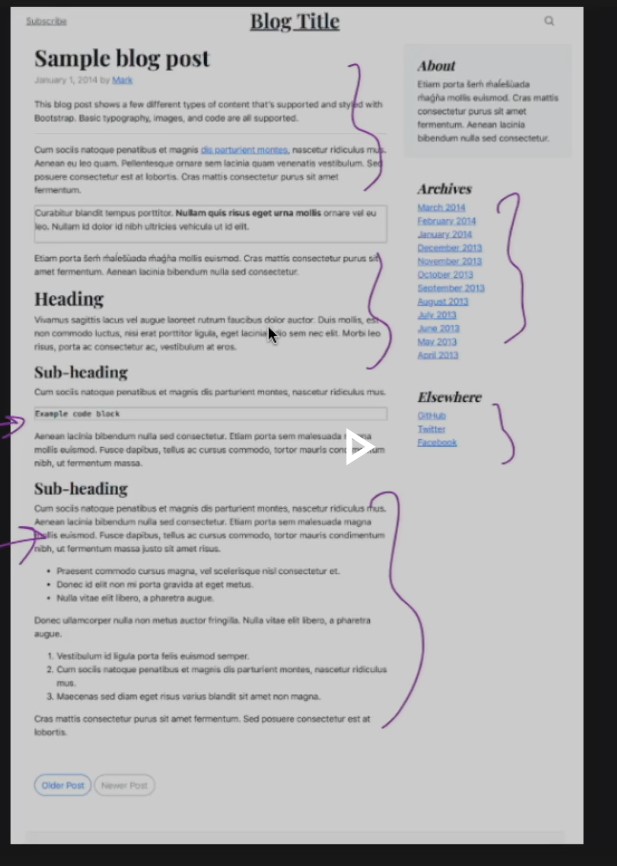 Subscribe
Blog Title
Sample blog post
January 1, 2014 by Mark
This blog post shows a few different types of content that's supported and styled with
Bootstrap. Basic typography, images, and code are all supported.
Cum sociis natoque penatibus et magnis dis parturient montes, nascetur ridiculus mus.
Aenean eu leo quam. Pellentesque ornare sem lacinia quam venenatis vestibulum. Sed
posuere consectetur est at lobortis. Cras mattis consectetur purus sit amet
fermentum.
Curabitur blandit tempus porttitor. Nullam quis risus eget urna mollis ornare vel eu
leo. Nullam id dolor id nibh ultricies vehicula ut id elit.
Etiam porta s̃em̀ m̀alẽs̃uada m̀ag̀h̀a mollis euismod. Cras mattis consectetur purus sit
amet fermentum. Aenean lacinia bibendum nulla sed consectetur.
Heading
Vivamus sagittis lacus vel augue laoreet rutrum faucibus dolor auctor. Duis mollis, est
non commodo luctus, nisi erat porttitor ligula, eget lacinia odio sem nec elit. Morbi leo
risus, porta ac consectetur ac, vestibulum at eros.
Sub-heading
Cum sociis natoque penatibus et magnis dis parturient montes, nascetur ridiculus mus.
Example code block
Aenean lacinia bibendum nulla sed consectetur. Etiam porta sem malesuada magna
mollis euismod. Fusce dapibus, tellus ac cursus commodo, tortor mauris condimentum
nibh, ut fermentum massa.
Sub-heading
Cum sociis natoque penatibus et magnis dis parturient montes, nascetur ridiculus mus.
Aenean lacinia bibendum nulla sed consectetur. Etiam porta sem malesuada magna
mollis euismod. Fusce dapibus, tellus ac cursus commodo, tortor mauris condimentum
nibh, ut fermentum massa justo sit amet risus.
• Praesent commodo cursus magna, vel scelerisque nisl consectetur et.
• Donec id elit non mi porta gravida at eget metus.
• Nulla vitae elit libero, a pharetra augue.
Donec ullamcorper nulla non metus auctor fringilla. Nulla vitae elit libero, a pharetra
augue.
1. Vestibulum id ligula porta felis euismod semper.
2. Cum sociis natoque penatibus et magnis dis parturient montes, nascetur ridiculus
mus.
3. Maecenas sed diam eget risus varius blandit sit amet non magna.
Cras mattis consectetur purus sit amet fermentum. Sed posuere consectetur est at
lobortis.
Older Post Newer Post
About
Etiam porta s̃em̀ m̀alẽs̃uada
m̀ag̀h̀a mollis euismod. Cras mattis
consectetur purus sit amet
fermentum. Aenean lacinia
bibendum nulla sed consectetur.
Archives
March 2014
February 2014
January 2014
December 2013
November 2013
October 2013
September 2013
August 2013
July 2013
June 2013
May 2013
April 2013
Elsewhere
GitHub
Twitter
Facebook